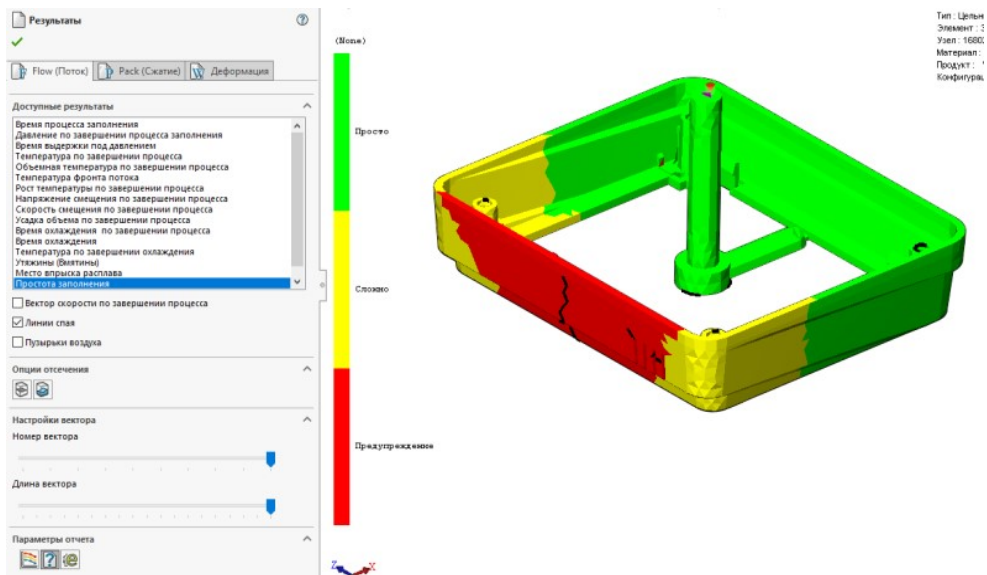 Результаты
Flow (Поток)
Pack (Сжатие)
Деформация
Доступные результаты
Время процесса заполнения
Давление по завершении процесса заполнения
Время выдержки под давлением
Температура по завершении процесса
Объемная температура по завершении процесса
Температура фронта потока
Рост температуры по завершении процесса
Напряжение смещения по завершении процесса
Скорость смещения по завершении процесса
Усадка объема по завершении процесса
Время охлаждения по завершении процесса
Время охлаждения
Температура по завершении охлаждения
Утяжины (Вмятины)
Место впрыска расплава
Простота заполнения
Вектор скорости по завершении процесса
Линии спая
Пузырьки воздуха
Опции отсечения
Настройки вектора
Номер вектора
Длина вектора
Параметры отчета
(None)
Просто
Сложно
Предупреждение
Z
X
Тип : Цельн
Элемент : 3
Узел : 16802
Материал :
Продукт :
Конфигурац